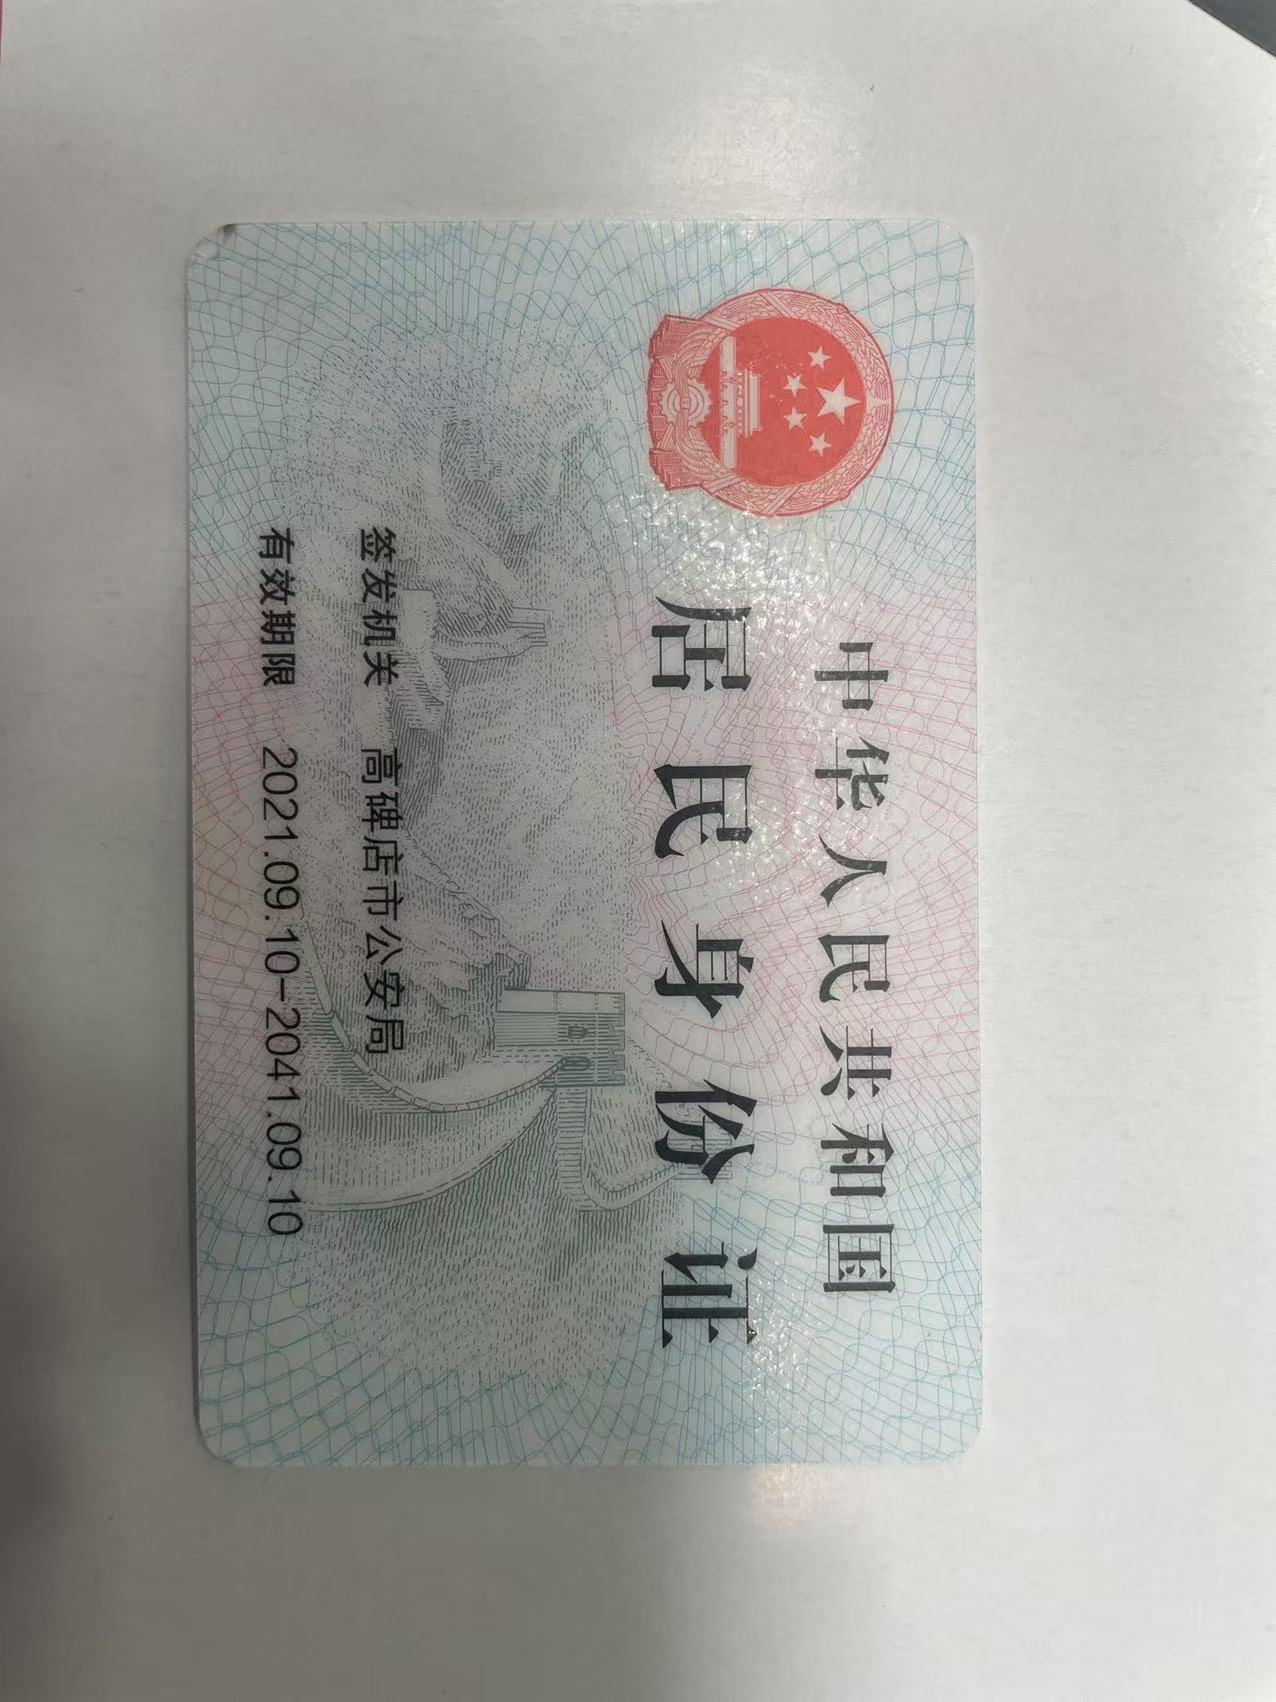 中华人民共和国
居民身份证
签发机关 高碑店市公安局
有效期限 2021.09.10-2041.09.10